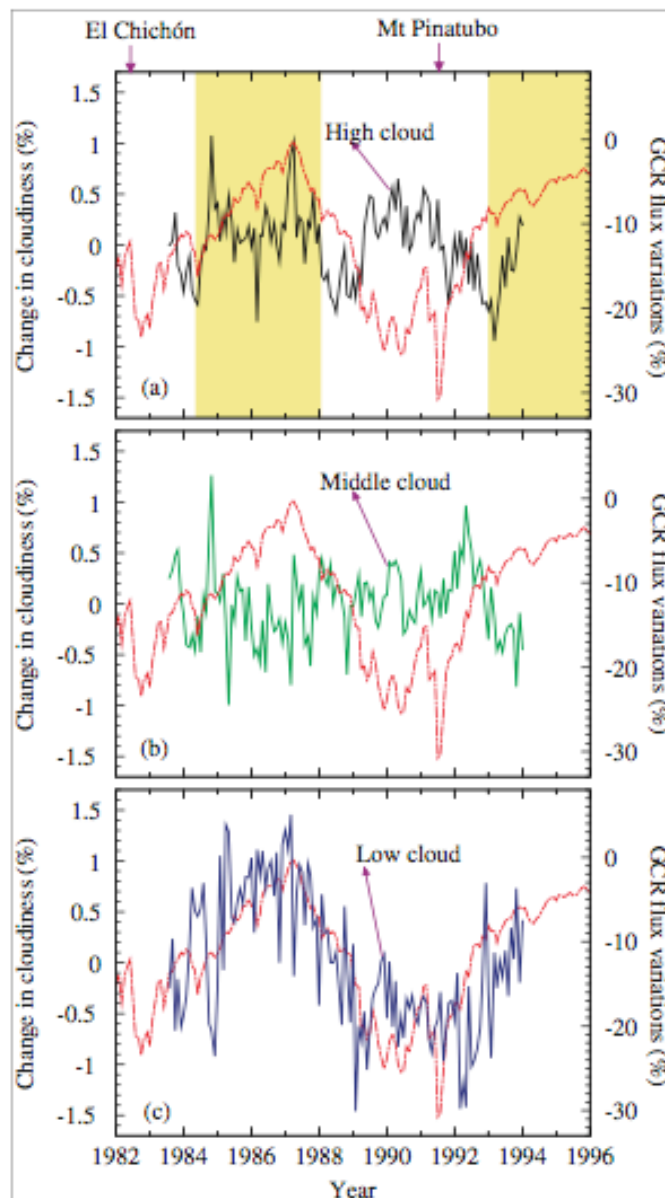 El Chichón Mt Pinatubo
1.5
1
0.5
0
-0.5
-1
-1.5
Change in cloudiness (%)
High cloud
(a)
0
-10
-20
-30
GCR flux variations (%)
1.5
1
0.5
0
-0.5
-1
-1.5
Change in cloudiness (%)
Middle cloud
(b)
0
-10
-20
-30
GCR flux variations (%)
1.5
1
0.5
0
-0.5
-1
-1.5
Change in cloudiness (%)
Low cloud
(c)
0
-10
-20
-30
GCR flux variations (%)
1982 1984 1986 1988 1990 1992 1994 1996
Year